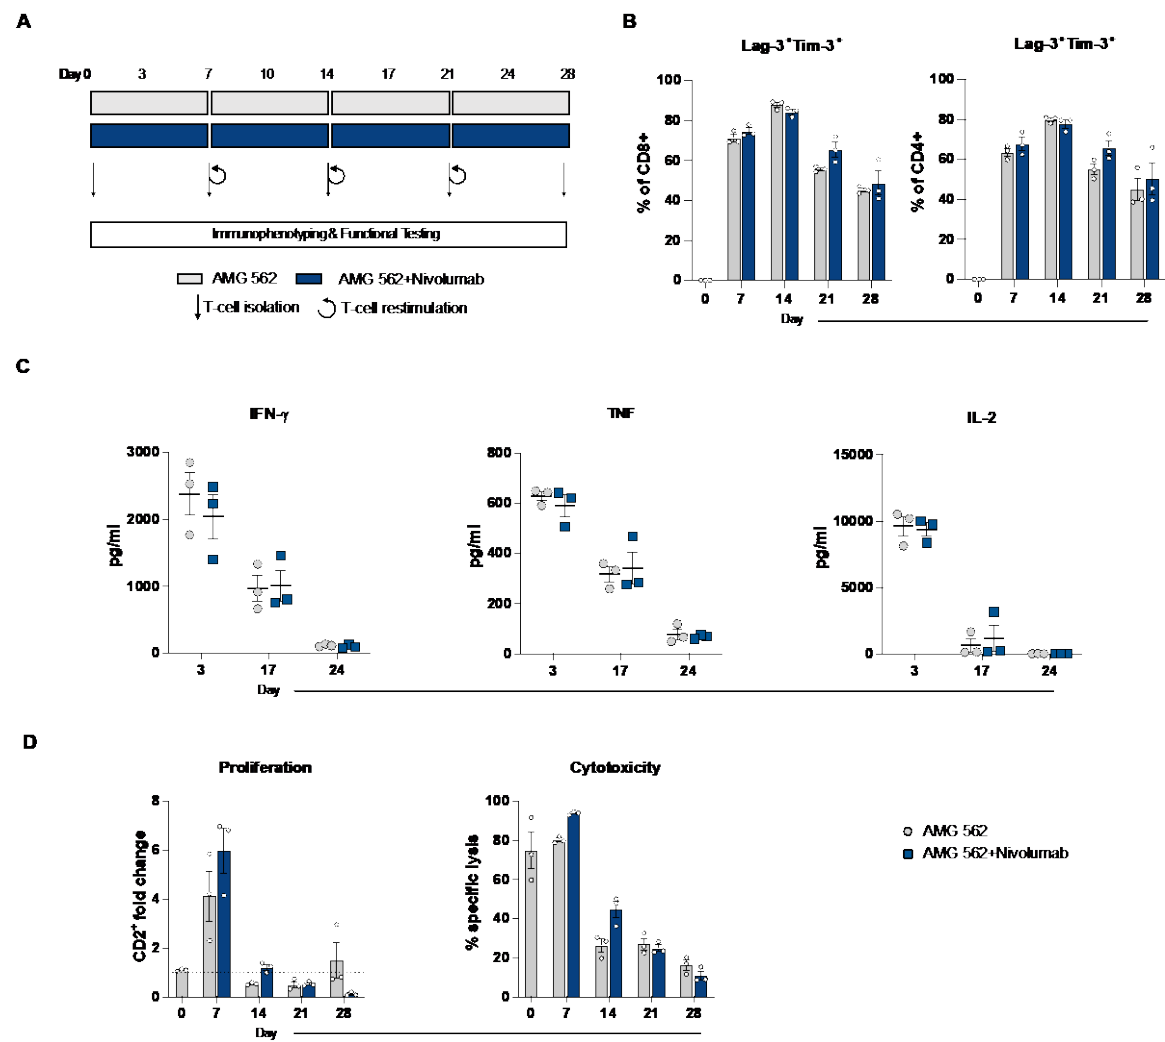 A
Day 0 3 7 10 14 17 21 24 28
Immunophenotyping & Functional Testing
AMG 562 AMG 562+Nivolumab
T-cell isolation T-cell restimulation
B
Lag-3+Tim-3+
% of CD8+
100
80
60
40
20
0
0 7 14 21 28
Lag-3+Tim-3+
% of CD4+
100
80
60
40
20
0
0 7 14 21 28
Day
C
IFN-γ
pg/ml
3000
2000
1000
0
3 17 24
TNF
pg/ml
800
600
400
200
0
3 17 24
IL-2
pg/ml
15000
10000
5000
0
3 17 24
Day
D
Proliferation
CD2+ fold change
8
6
4
2
0
0 7 14 21 28
Cytotoxicity
% specific lysis
100
80
60
40
20
0
0 7 14 21 28
Day
AMG 562
AMG 562+Nivolumab